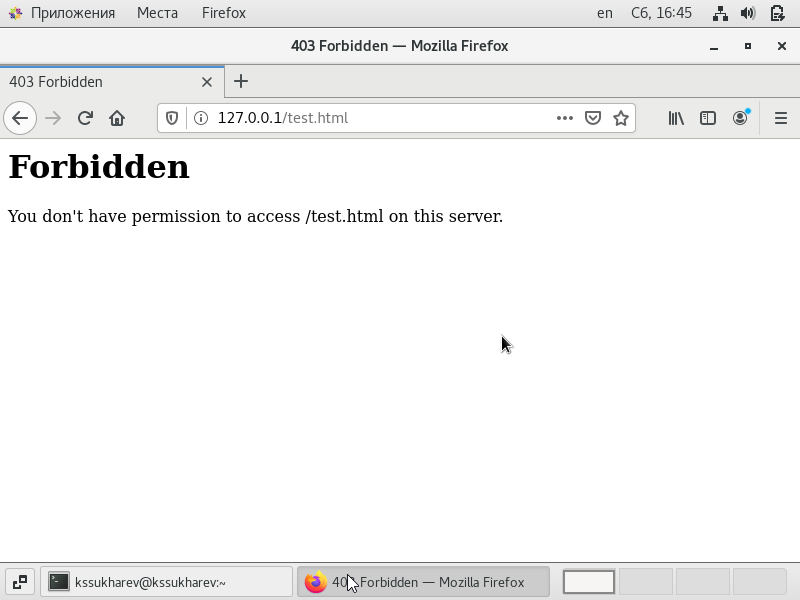 Приложения Места Firefox en Сб, 16:45
403 Forbidden — Mozilla Firefox
403 Forbidden
127.0.0.1/test.html
Forbidden
You don't have permission to access /test.html on this server.
kssukharev@kssukharev:~ 403 Forbidden — Mozilla Firefox